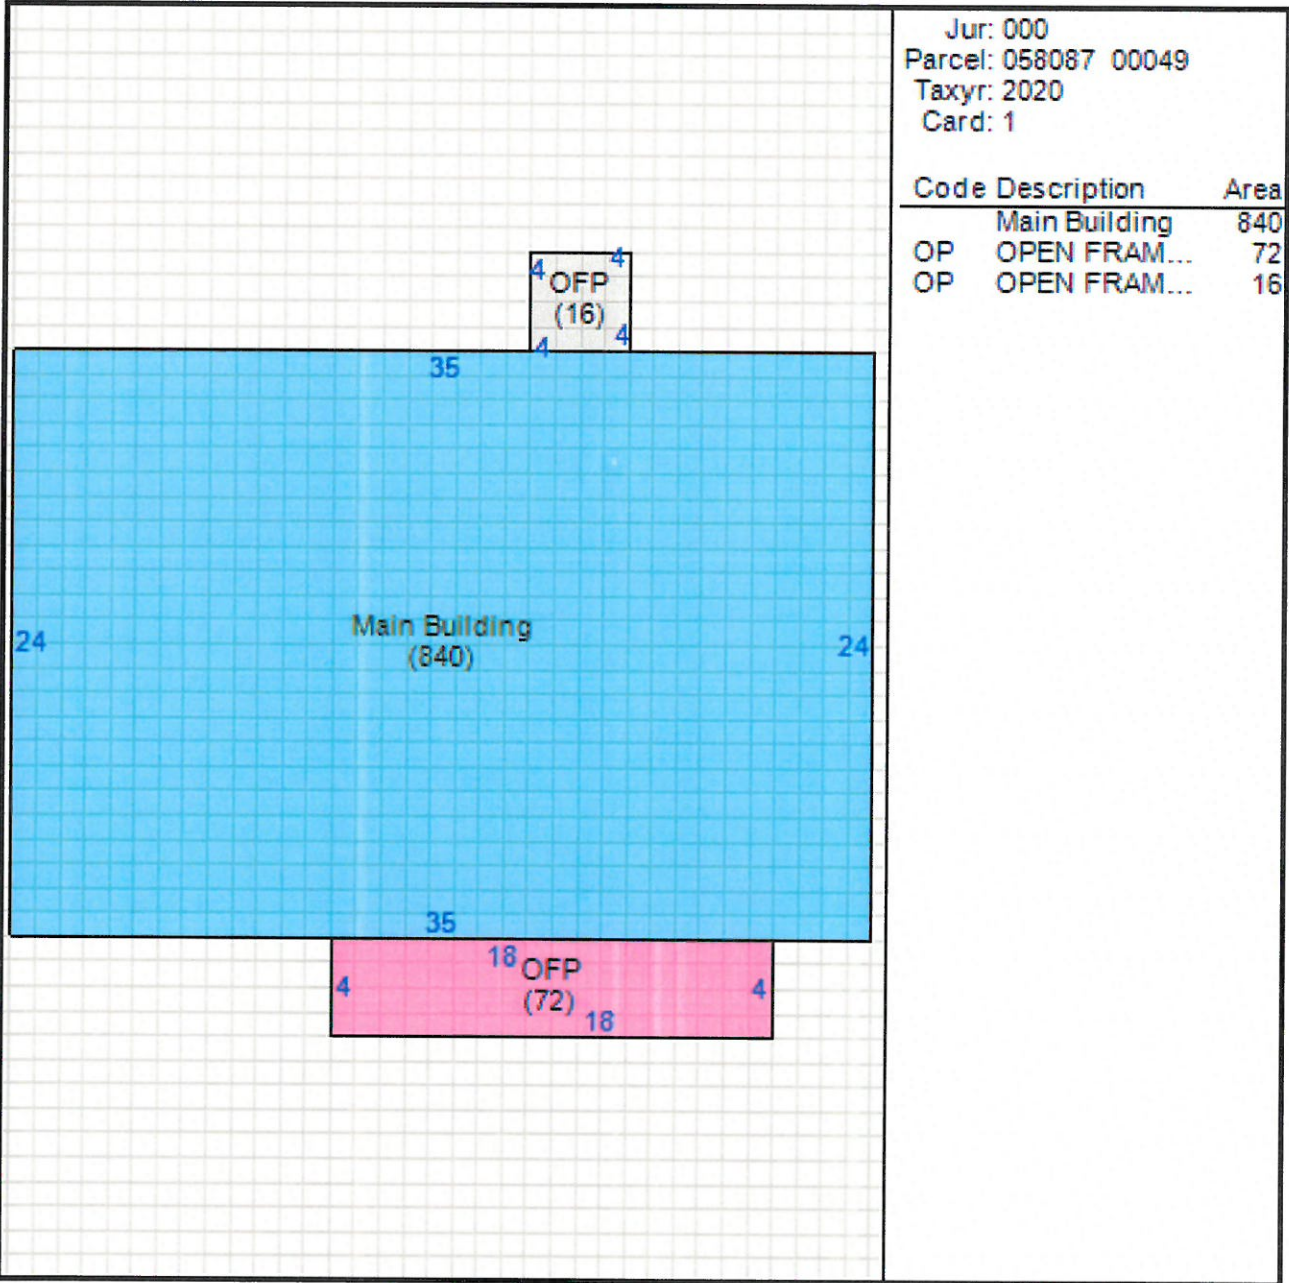 Jur: 000
Parcel: 058087 00049
Taxyr: 2020
Card: 1
Code Description Area
Main Building 840
OP OPEN FRAM... 72
OP OPEN FRAM... 16
4 4
OFP
(16)
4 4
35
Main Building
(840)
24 24
35
18 OFP
4 (72) 4
18